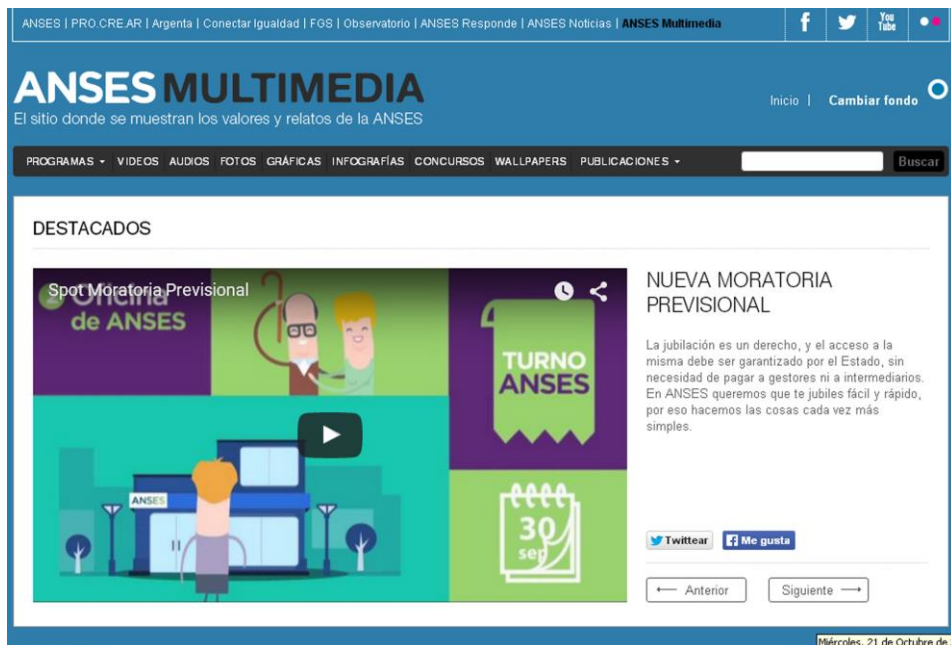 ANSES | PRO.CRE.AR | Argenta | Conectar Igualdad | FGS | Observatorio | ANSES Responde | ANSES Noticias | ANSES Multimedia
You
Tube
ANSES MULTIMEDIA
El sitio donde se muestran los valores y relatos de la ANSES
Inicio | Cambiar fondo
PROGRAMAS VIDEOS AUDIOS FOTOS GRÁFICAS INFOGRAFÍAS CONCURSOS WALLPAPERS PUBLICACIONES Buscar
DESTACADOS
Spot Moratoria Previsional
2 Oficina
de ANSES
TURNO
ANSES
ANSES
30
sep
NUEVA MORATORIA
PREVISIONAL
La jubilación es un derecho, y el acceso a la
misma debe ser garantizado por el Estado, sin
necesidad de pagar a gestores ni a intermediarios.
En ANSES queremos que te jubiles fácil y rápido,
por eso hacemos las cosas cada vez más
simples.
Twittear Me gusta
Anterior Siguiente
Miércoles, 21 de Octubre de